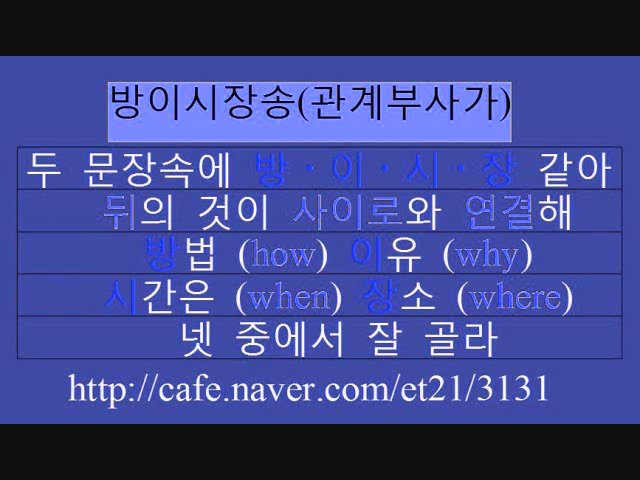 방이시장송(관계부사가)
두 문장속에 방·이·시·장 같아
뒤의 것이 사이로와 연결해
방법 (how) 이유 (why)
시간은 (when) 장소 (where)
넷 중에서 잘 골라
http://cafe.naver.com/et21/3131